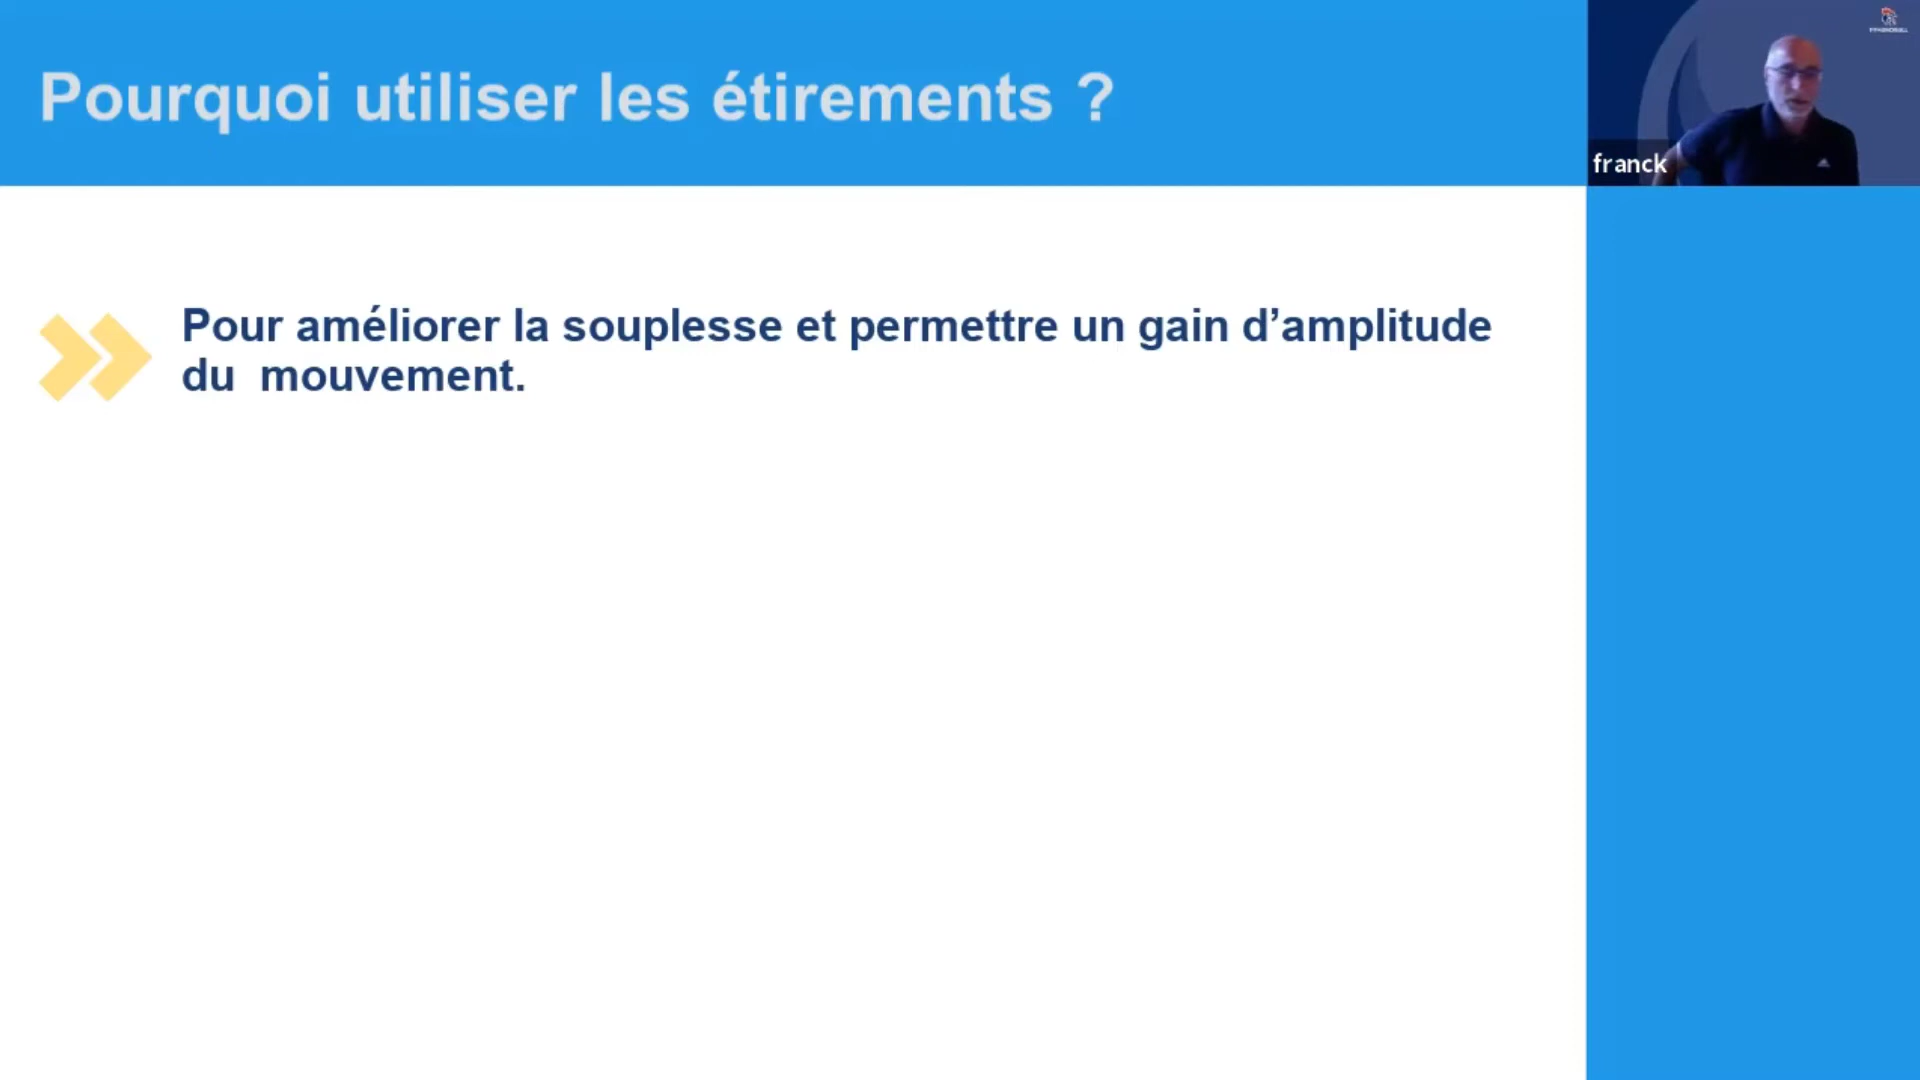 Pourquoi utiliser les étirements ?
franck
Pour améliorer la souplesse et permettre un gain d’amplitude
du mouvement.